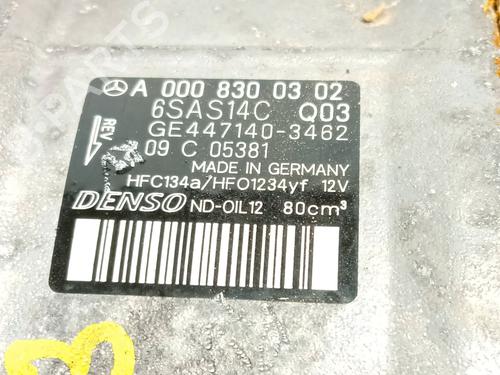 A 000 830 03 02
6SAS14C Q03
GE447140-3462
REV
09 C 05381
MADE IN GERMANY
HFC134a/HFO1234yf 12V
DENSO ND-OIL12 80cm³